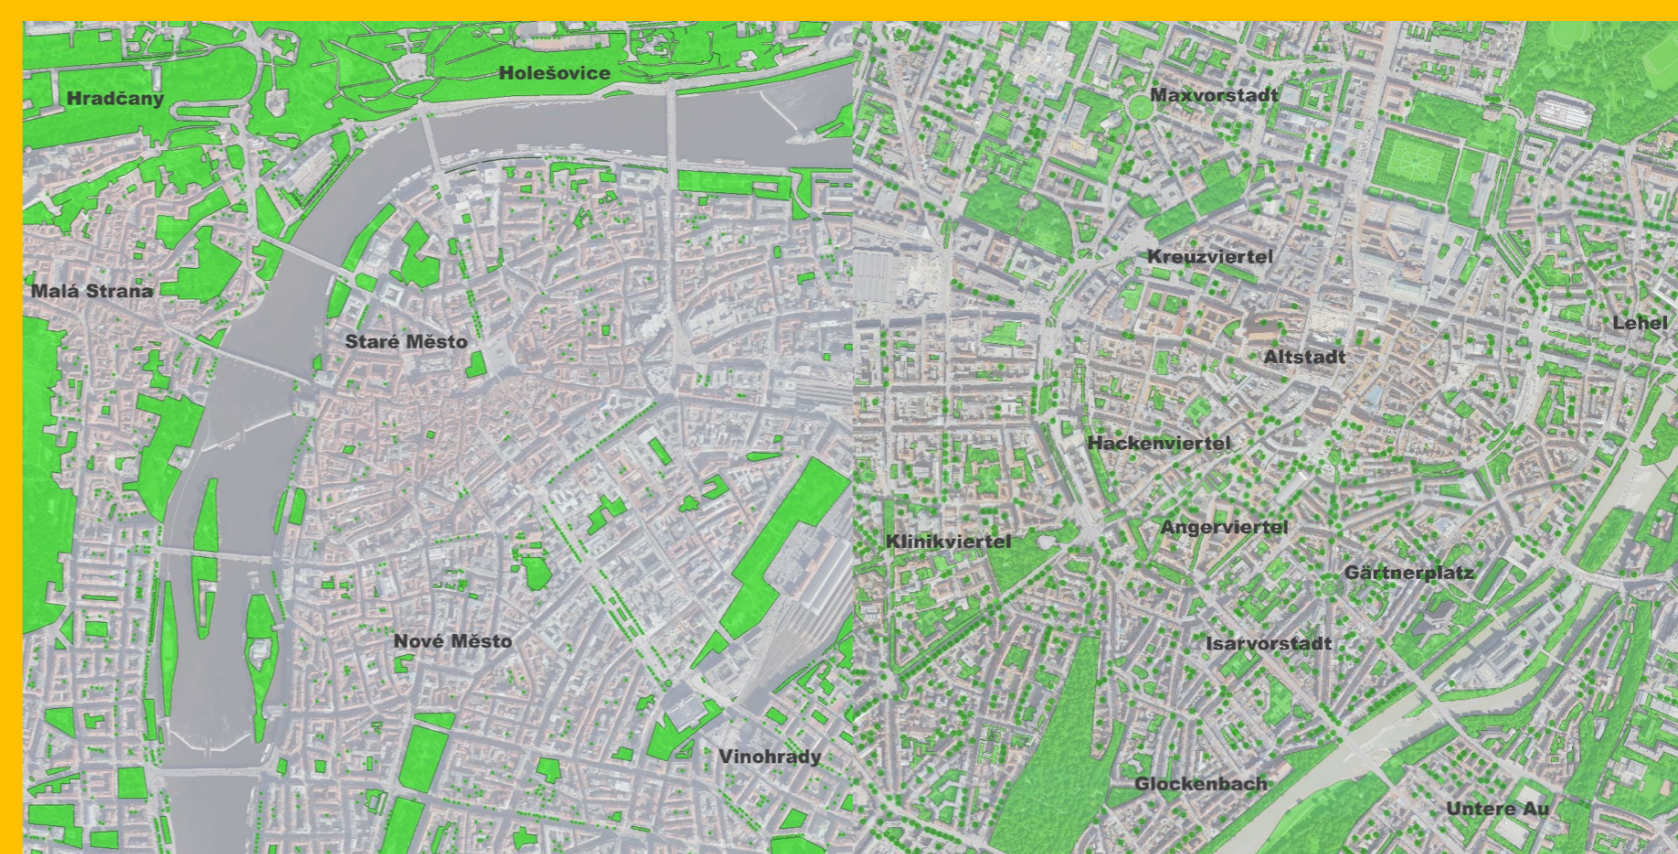 Holešovice
Hradčany
Malá Strana
Staré Město
Nové Město
Vinohrady
Maxvorstadt
Kreuzviertel
Lehel
Altstadt
Hackenviertel
Angerviertel
Klinikviertel
Gärtnerplatz
Isarvorstadt
Glockenbach
Untere Au